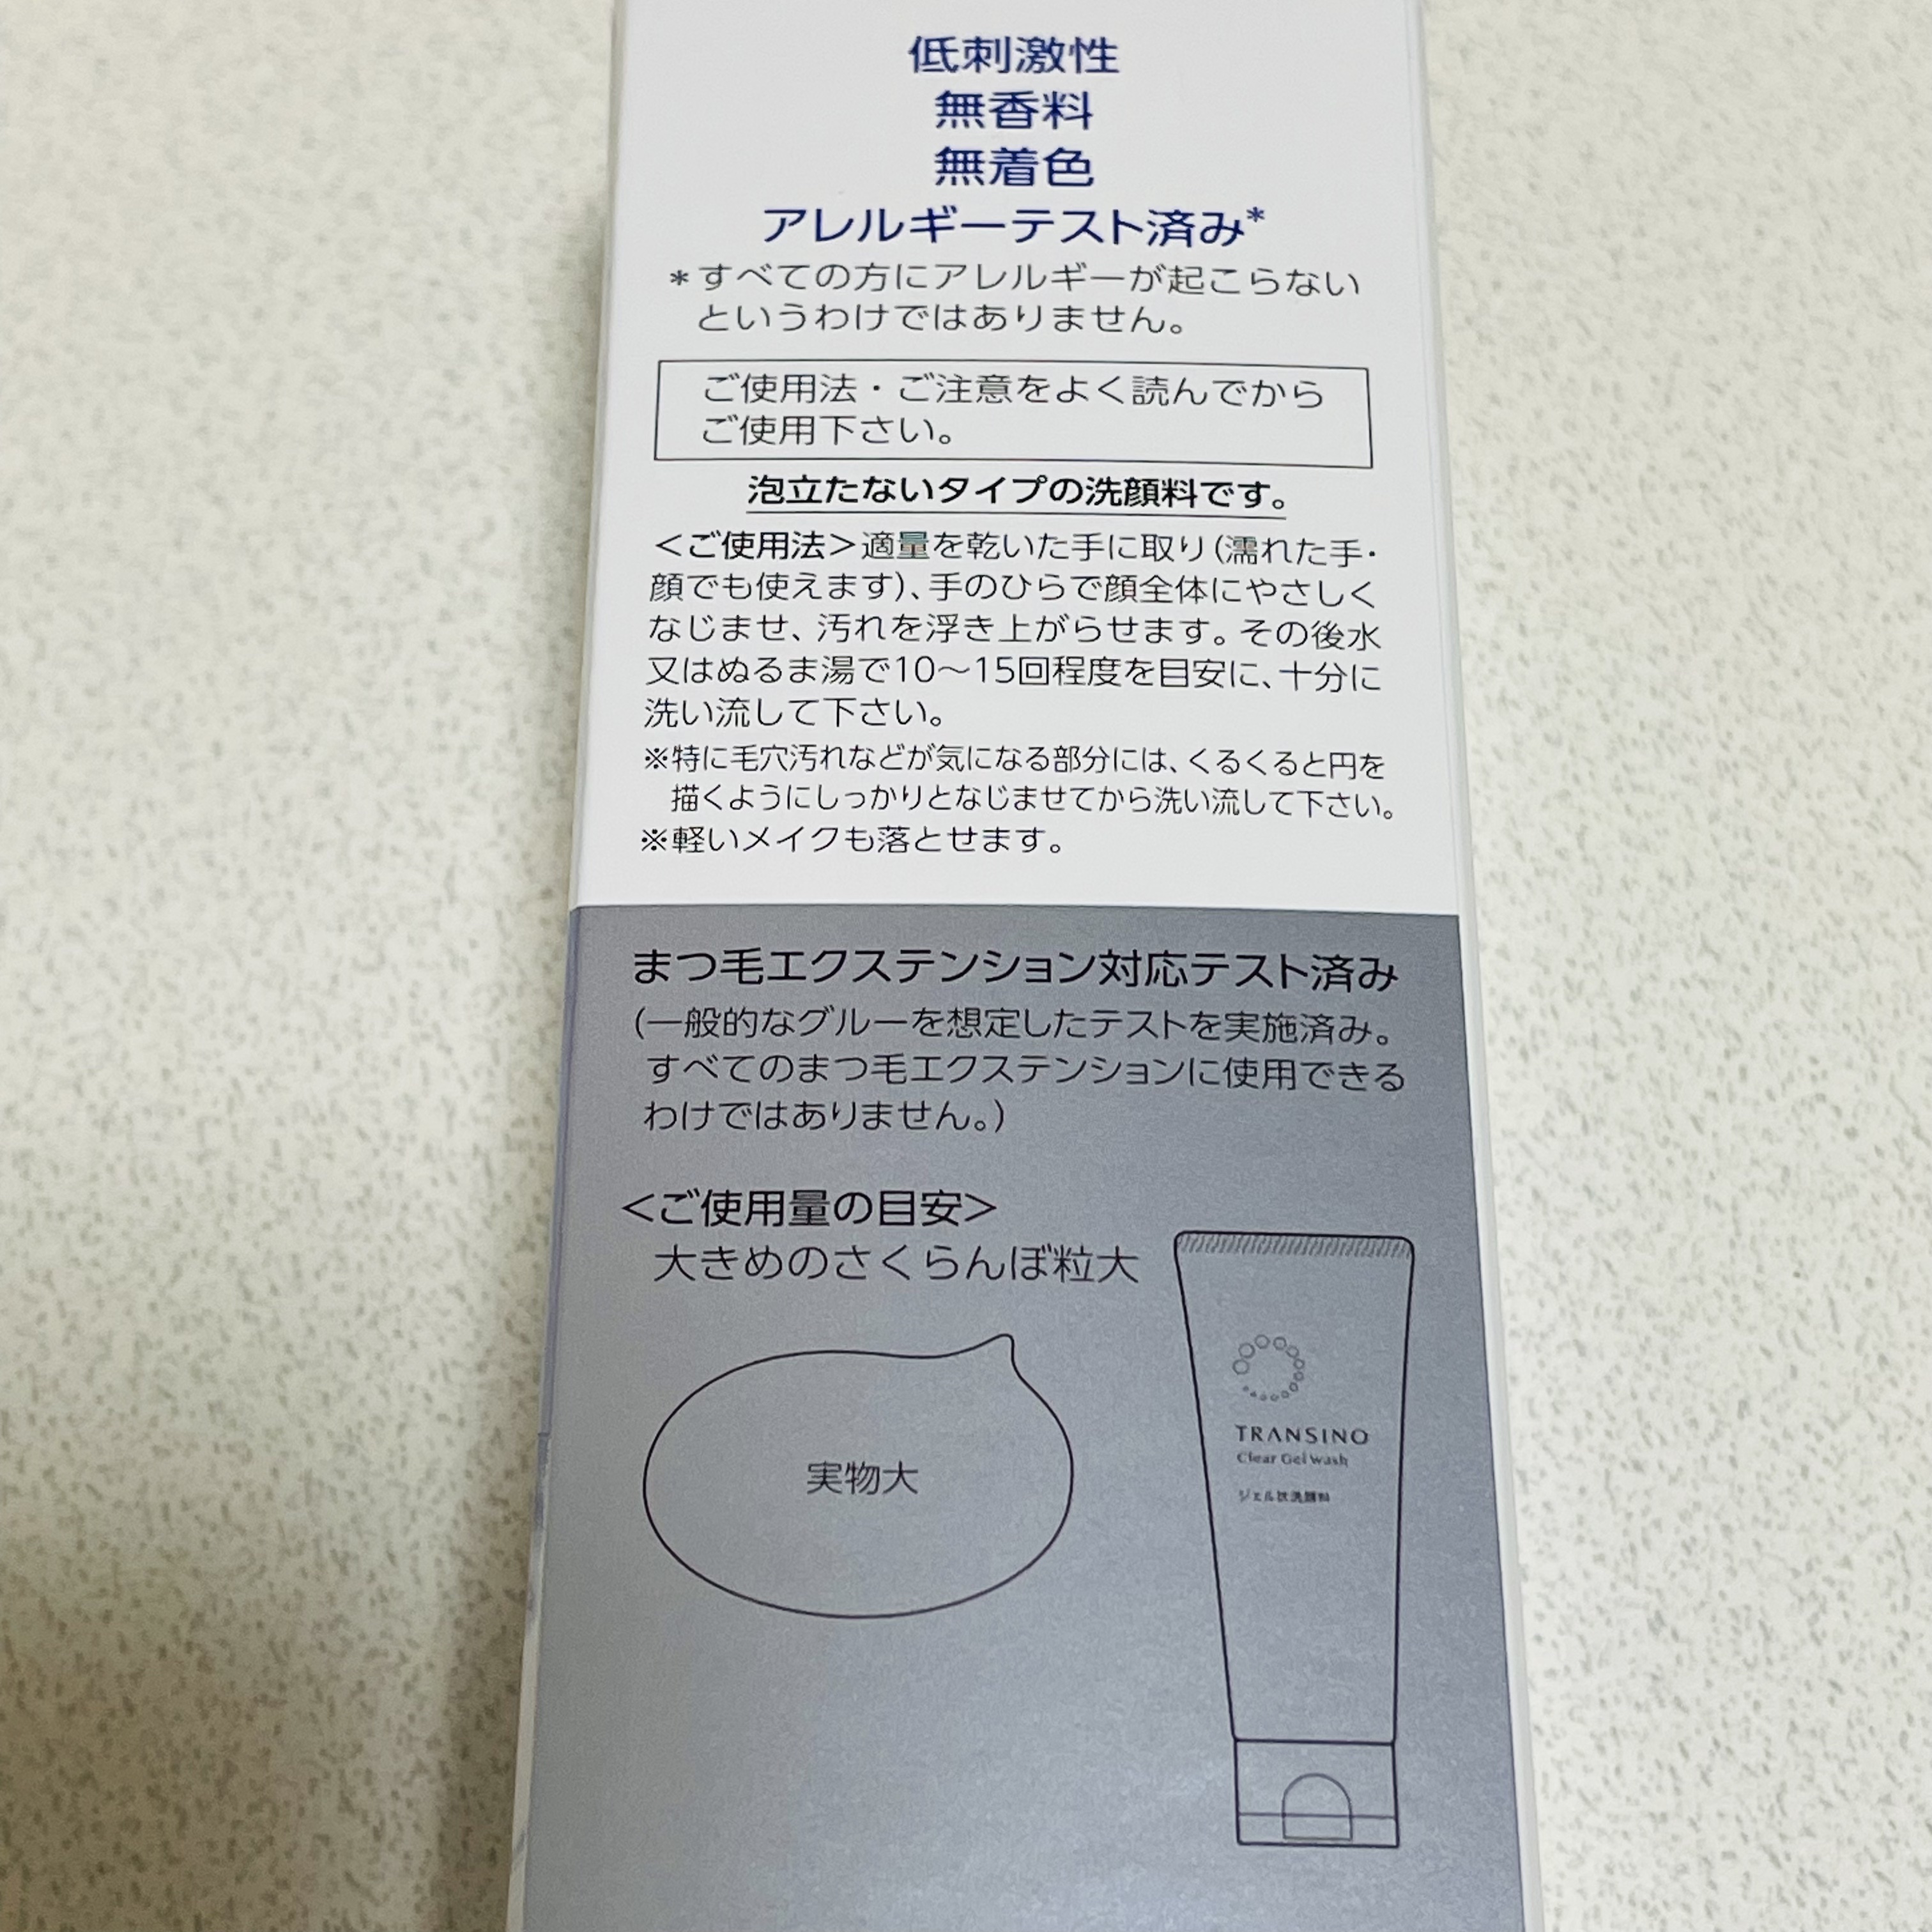 低刺激性
無香料
無着色
アレルギーテスト済み*
*すべての方にアレルギーが起こらない
というわけではありません。
ご使用法・ご注意をよく読んでから
ご使用下さい。
泡立たないタイプの洗顔料です。
＜ご使用法＞適量を乾いた手に取り(濡れた手・
顔でも使えます)、手のひらで顔全体にやさしく
なじませ、汚れを浮き上がらせます。その後水
又はぬるま湯で10〜15回程度を目安に、十分に
洗い流して下さい。
※特に毛穴汚れなどが気になる部分には、くるくると円を
描くようにしっかりとなじませてから洗い流して下さい。
※軽いメイクも落とせます。
まつ毛エクステンション対応テスト済み
(一般的なグルーを想定したテストを実施済み。
すべてのまつ毛エクステンションに使用できる
わけではありません。)
＜ご使用量の目安＞
大きめのさくらんぼ粒大
実物大
TRANSINO
Clear Gel Wash
ジェル状洗顔料